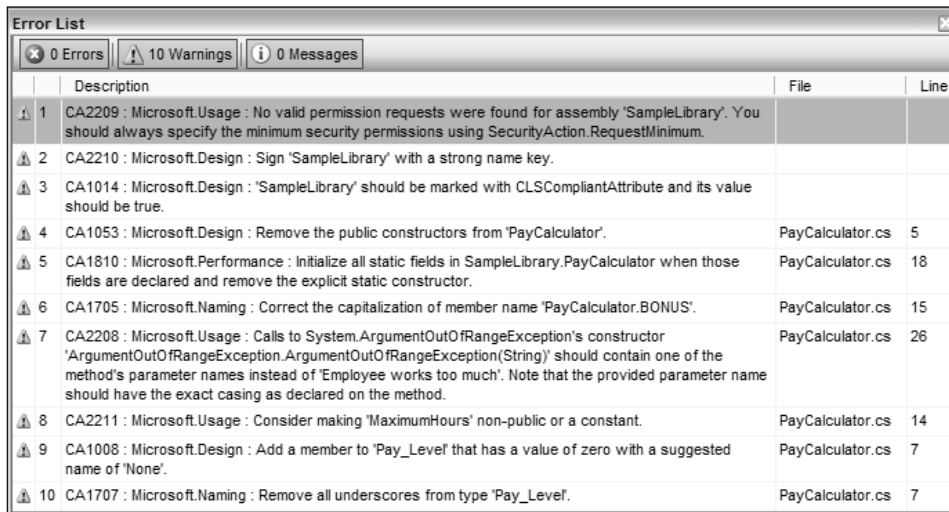 Error List
0 Errors 10 Warnings 0 Messages
Description File Line
1 CA2209 : Microsoft.Usage : No valid permission requests were found for assembly 'SampleLibrary'. You
should always specify the minimum security permissions using SecurityAction.RequestMinimum.
2 CA2210 : Microsoft.Design : Sign 'SampleLibrary' with a strong name key.
3 CA1014 : Microsoft.Design : 'SampleLibrary' should be marked with CLSCompliantAttribute and its value
should be true.
4 CA1053 : Microsoft.Design : Remove the public constructors from 'PayCalculator'. PayCalculator.cs 5
5 CA1810 : Microsoft.Performance : Initialize all static fields in SampleLibrary.PayCalculator when those PayCalculator.cs 18
fields are declared and remove the explicit static constructor.
6 CA1705 : Microsoft.Naming : Correct the capitalization of member name 'PayCalculator.BONUS'. PayCalculator.cs 15
7 CA2208 : Microsoft.Usage : Calls to System.ArgumentOutOfRangeException's constructor PayCalculator.cs 26
'ArgumentOutOfRangeException.ArgumentOutOfRangeException(String)' should contain one of the
method's parameter names instead of 'Employee works too much'. Note that the provided parameter name
should have the exact casing as declared on the method.
8 CA2211 : Microsoft.Usage : Consider making 'MaximumHours' non-public or a constant. PayCalculator.cs 14
9 CA1008 : Microsoft.Design : Add a member to 'Pay_Level' that has a value of zero with a suggested PayCalculator.cs 7
name of 'None'.
10 CA1707 : Microsoft.Naming : Remove all underscores from type 'Pay_Level'. PayCalculator.cs 7